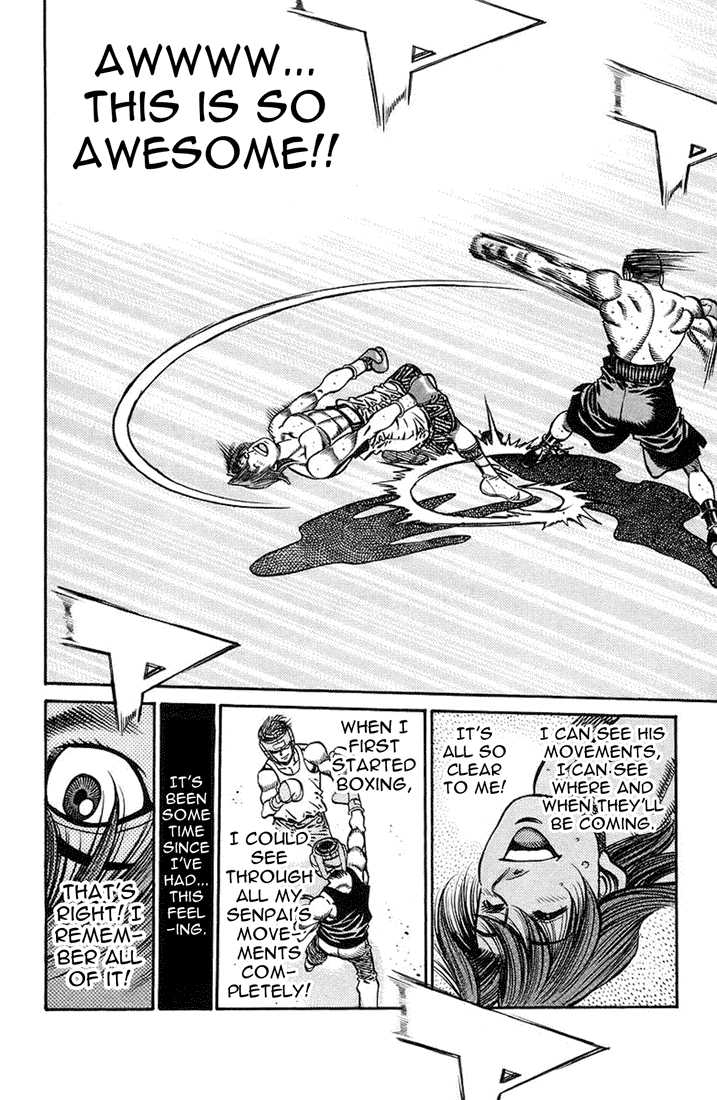 AWWWW...
THIS IS SO
AWESOME!!
I CAN SEE HIS
MOVEMENTS,
I CAN SEE
WHERE AND
WHEN THEY'LL
BE COMING.
IT'S
ALL SO
CLEAR
TO ME!
WHEN I
FIRST
STARTED
BOXING,
I COULD
SEE
THROUGH
ALL MY
SENPAI'S
MOVE-
MENTS
COM-
PLETELY!
IT'S
BEEN
SOME
TIME
SINCE
I'VE
HAD...
THIS
FEEL
-ING.
THAT'S
RIGHT! I
REMEM-
BER ALL
OF IT!